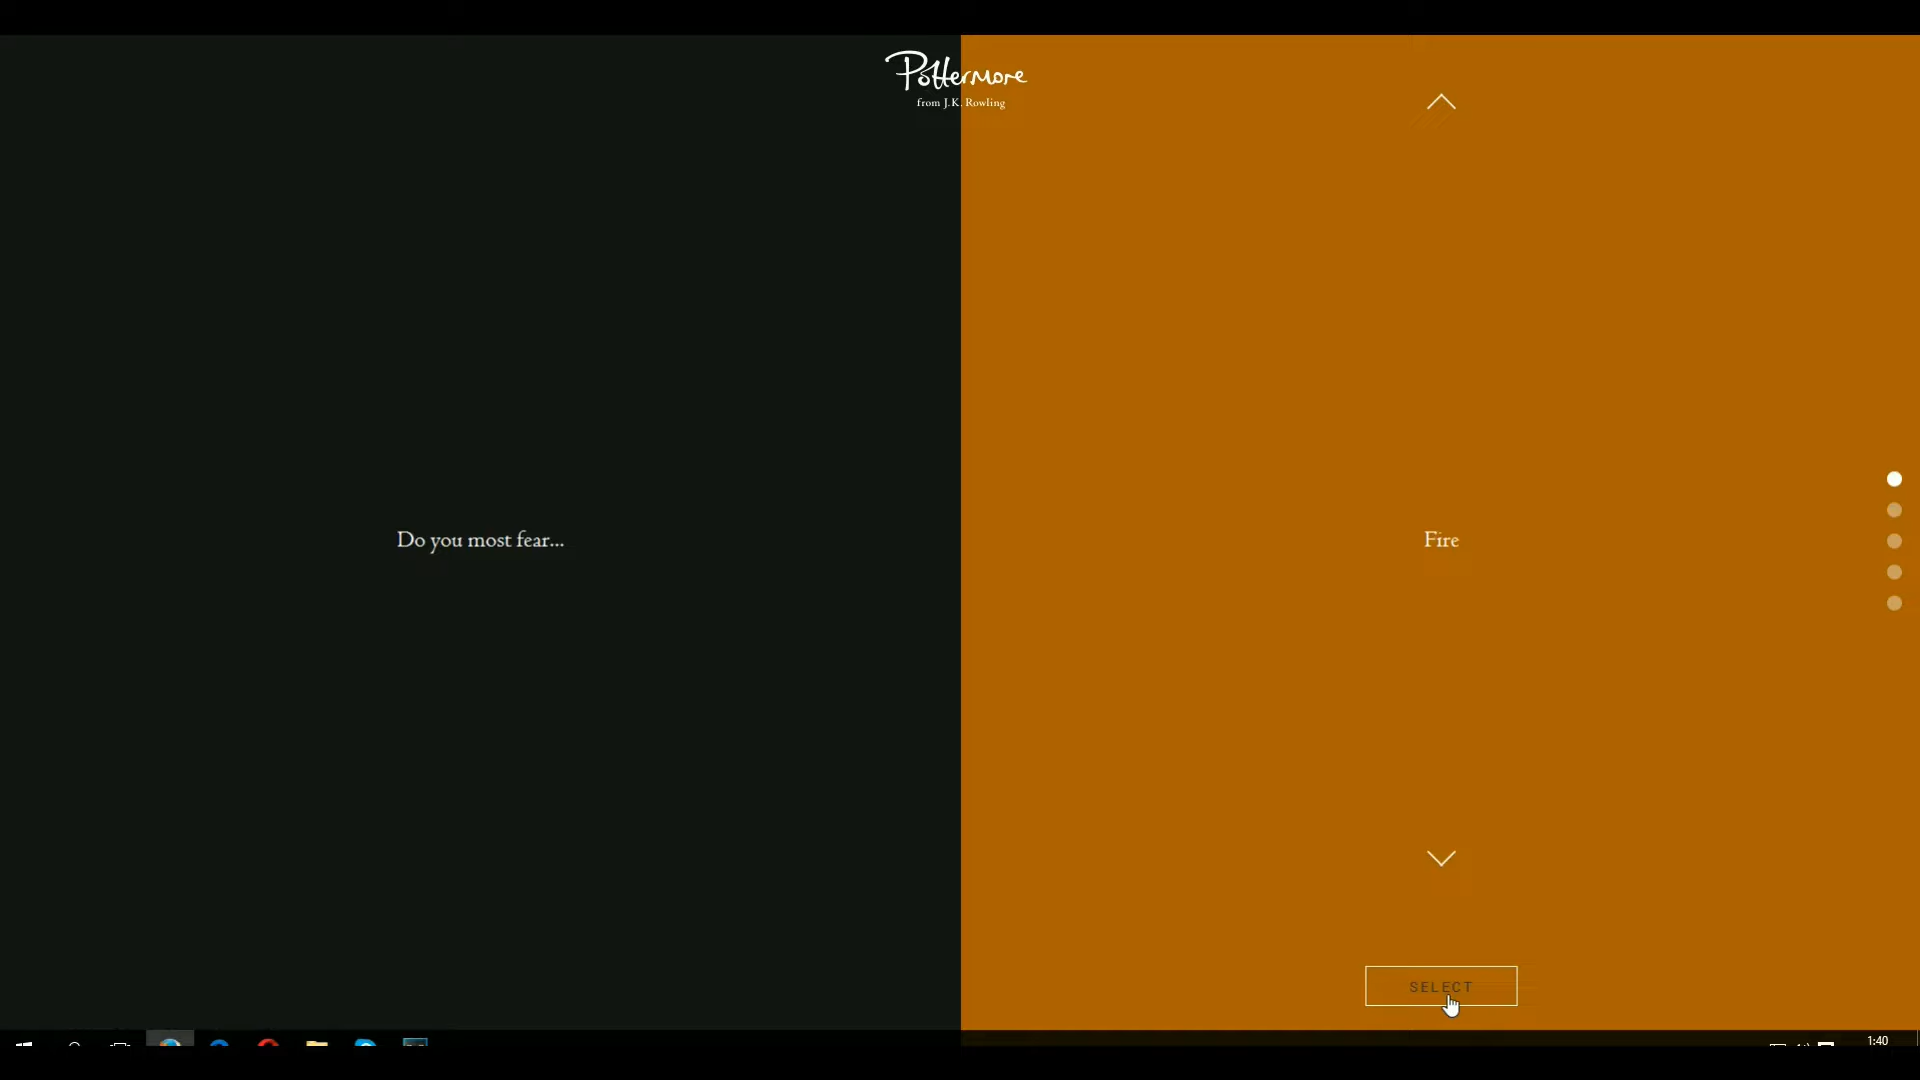 Pottermore
from J.K. Rowling
Do you most fear...
Fire
SELECT
1:40